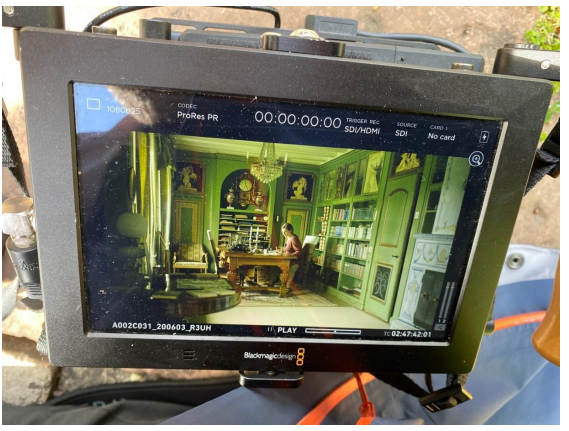 1080p25
CODEC
ProRes PR
00:00:00:00
TRIGGER REC
SDI/HDMI
SOURCE
SDI
CARD 1
No card
A002C031_200603_R3UH
PLAY
TC 02:47:42:01
Blackmagicdesign